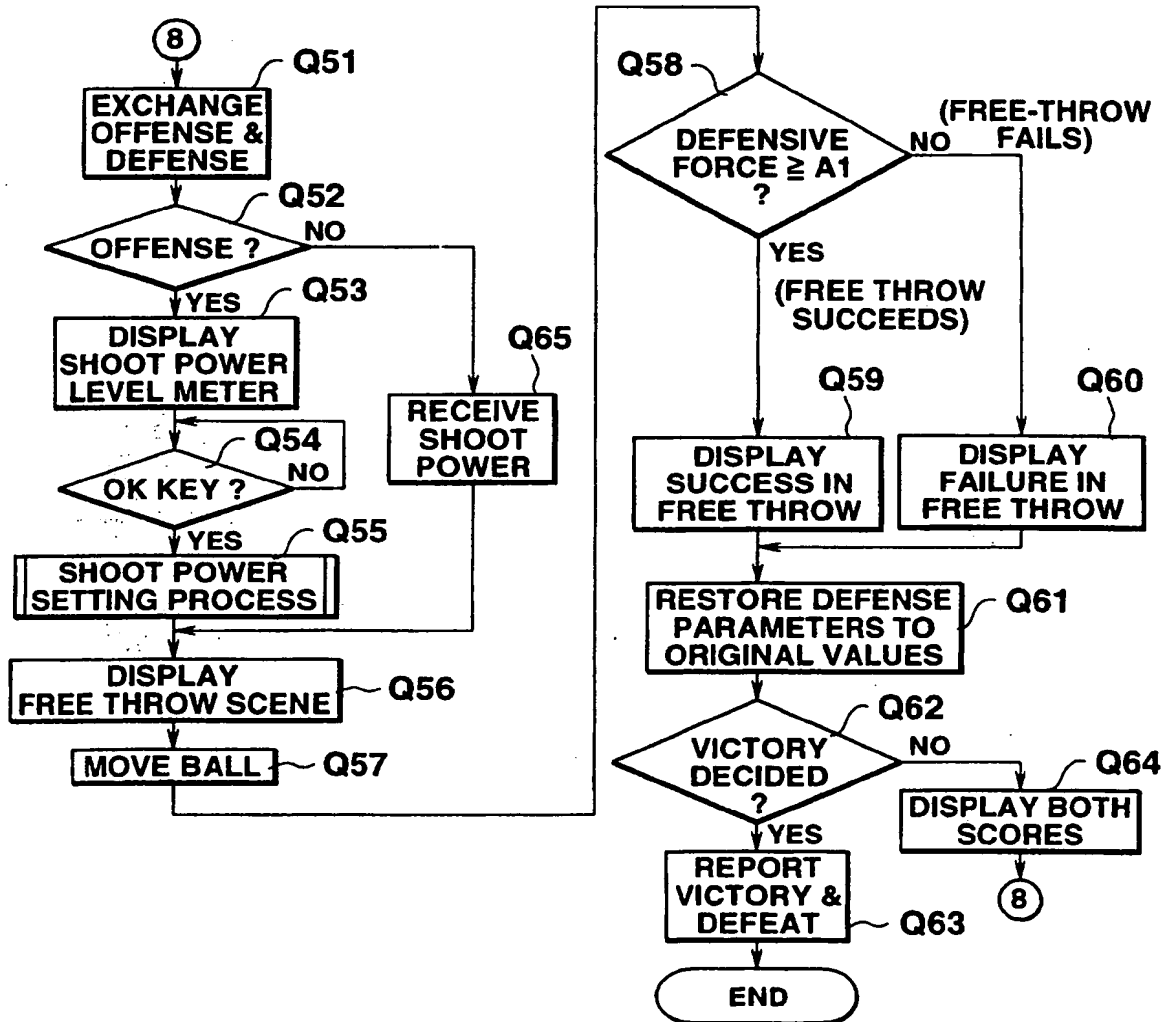 8
Q51
EXCHANGE
OFFENSE &
DEFENSE
Q52
OFFENSE ?
NO
YES
Q53
DISPLAY
SHOOT POWER
LEVEL METER
Q65
RECEIVE
SHOOT
POWER
Q54
OK KEY ?
NO
YES
Q55
SHOOT POWER
SETTING PROCESS
DISPLAY
FREE THROW SCENE
Q56
MOVE BALL
Q57
Q58
DEFENSIVE
FORCE ≧ A1
?
NO
(FREE-THROW
FAILS)
YES
(FREE THROW
SUCCEEDS)
Q59
DISPLAY
SUCCESS IN
FREE THROW
Q60
DISPLAY
FAILURE IN
FREE THROW
RESTORE DEFENSE
PARAMETERS TO
ORIGINAL VALUES
Q61
Q62
VICTORY
DECIDED
?
NO
YES
Q64
DISPLAY BOTH
SCORES
8
REPORT
VICTORY &
DEFEAT
Q63
END